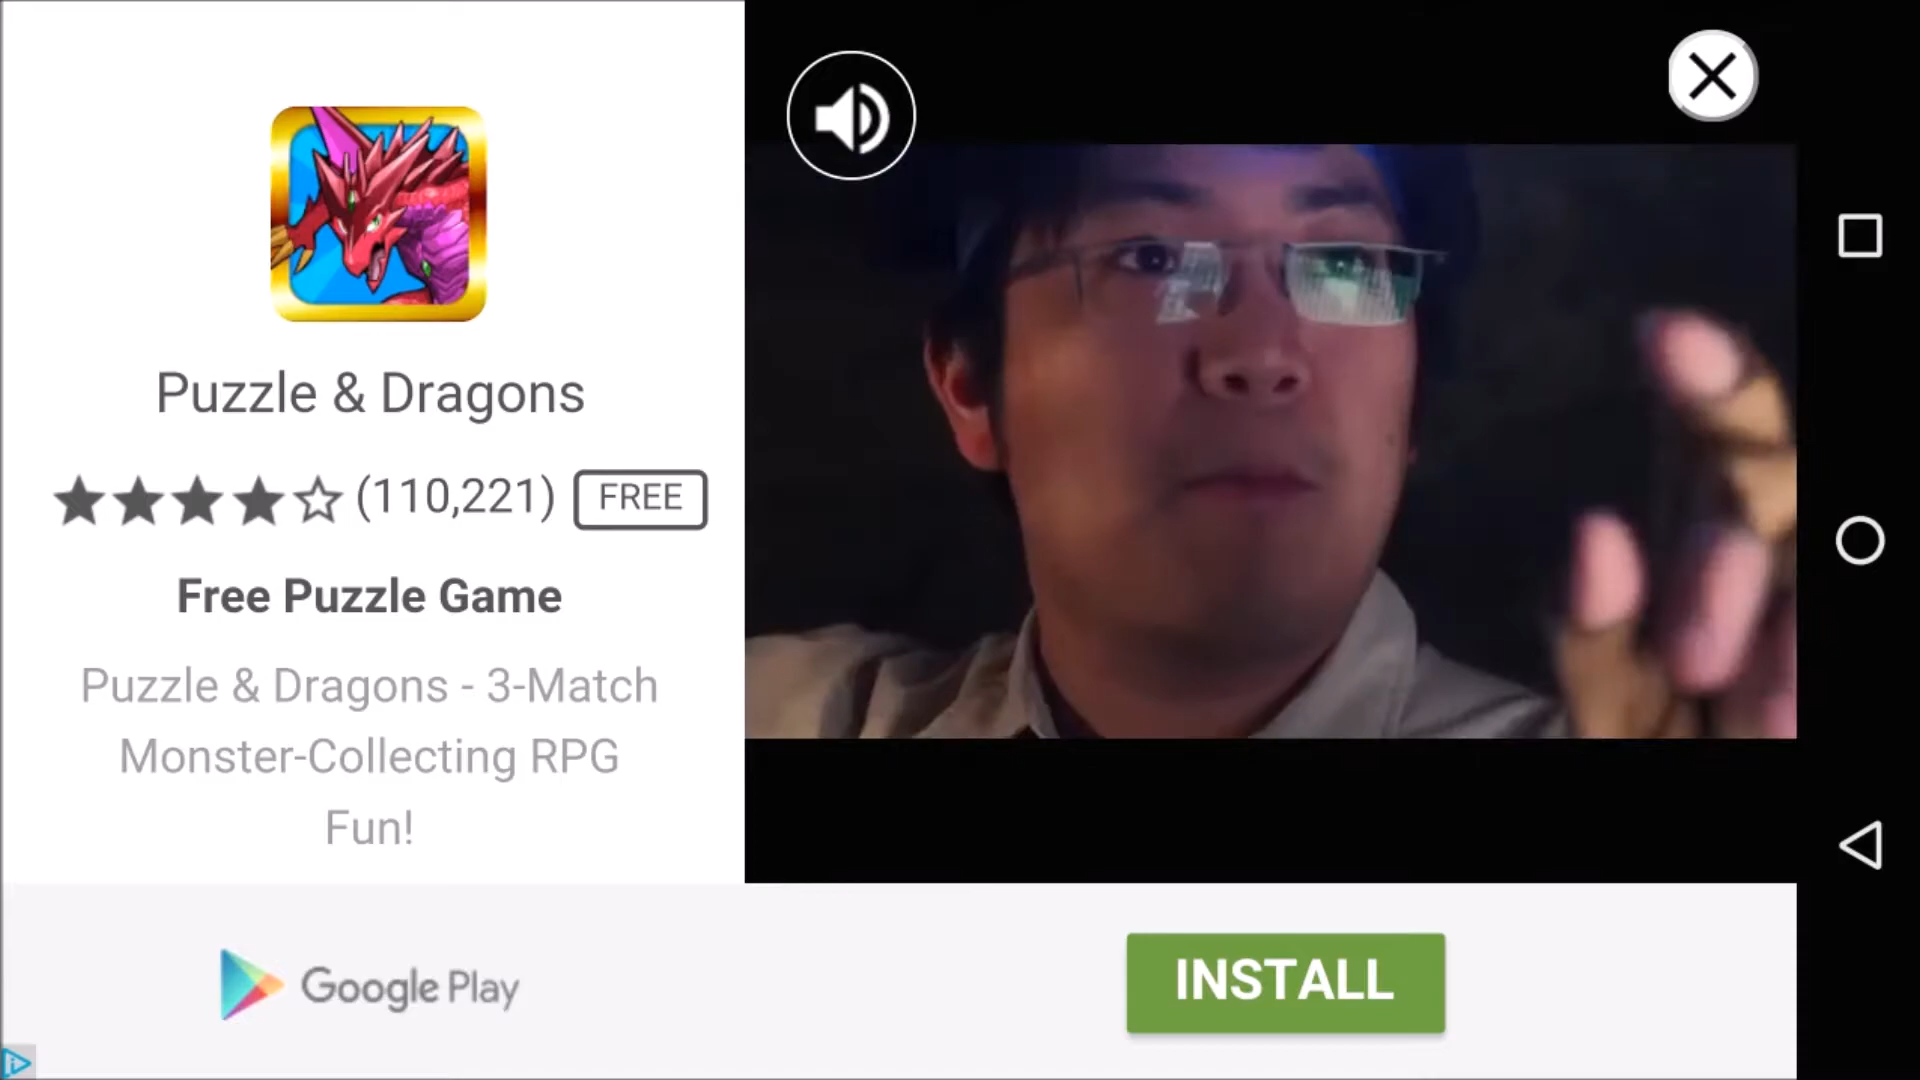 Puzzle & Dragons
(110,221) FREE
Free Puzzle Game
Puzzle & Dragons - 3-Match
Monster-Collecting RPG
Fun!
Google Play
INSTALL